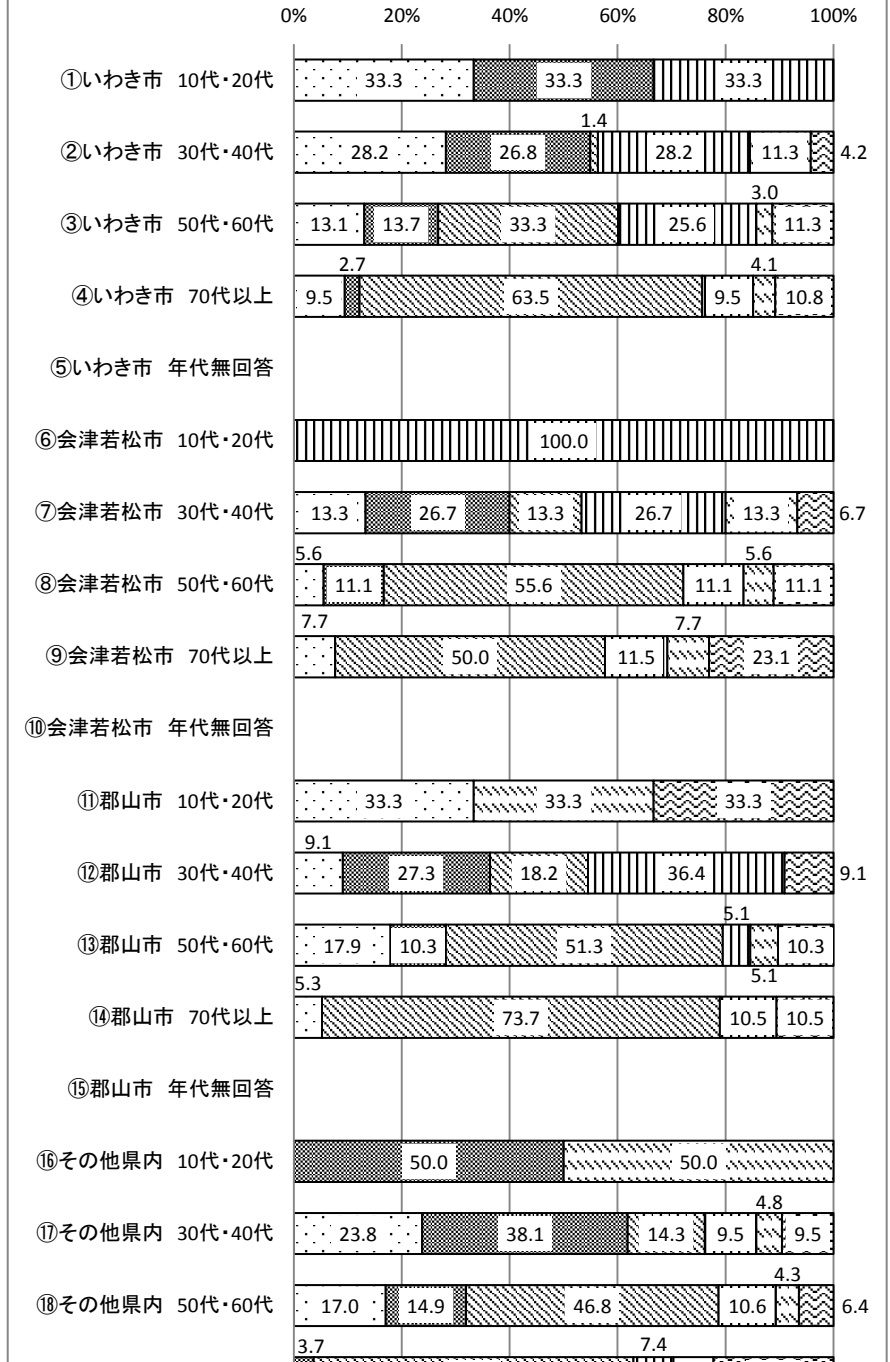 0% 20% 40% 60% 80% 100%
①いわき市 10代・20代 33.3 33.3 33.3
1.4
②いわき市 30代・40代 28.2 26.8 28.2 11.3 4.2
3.0
③いわき市 50代・60代 13.1 13.7 33.3 25.6 11.3
2.7 4.1
④いわき市 70代以上 9.5 63.5 9.5 10.8
⑤いわき市 年代無回答
⑥会津若松市 10代・20代 100.0
⑦会津若松市 30代・40代 13.3 26.7 13.3 26.7 13.3 6.7
5.6 5.6
⑧会津若松市 50代・60代 11.1 55.6 11.1 11.1
7.7 7.7
⑨会津若松市 70代以上 50.0 11.5 23.1
⑩会津若松市 年代無回答
⑪郡山市 10代・20代 33.3 33.3 33.3
9.1
⑫郡山市 30代・40代 27.3 18.2 36.4 9.1
5.1
⑬郡山市 50代・60代 17.9 10.3 51.3 10.3
5.3 5.1
⑭郡山市 70代以上 73.7 10.5 10.5
⑮郡山市 年代無回答
⑯その他県内 10代・20代 50.0 50.0
4.8
⑰その他県内 30代・40代 23.8 38.1 14.3 9.5 9.5
4.3
⑱その他県内 50代・60代 17.0 14.9 46.8 10.6 6.4
3.7 7.4